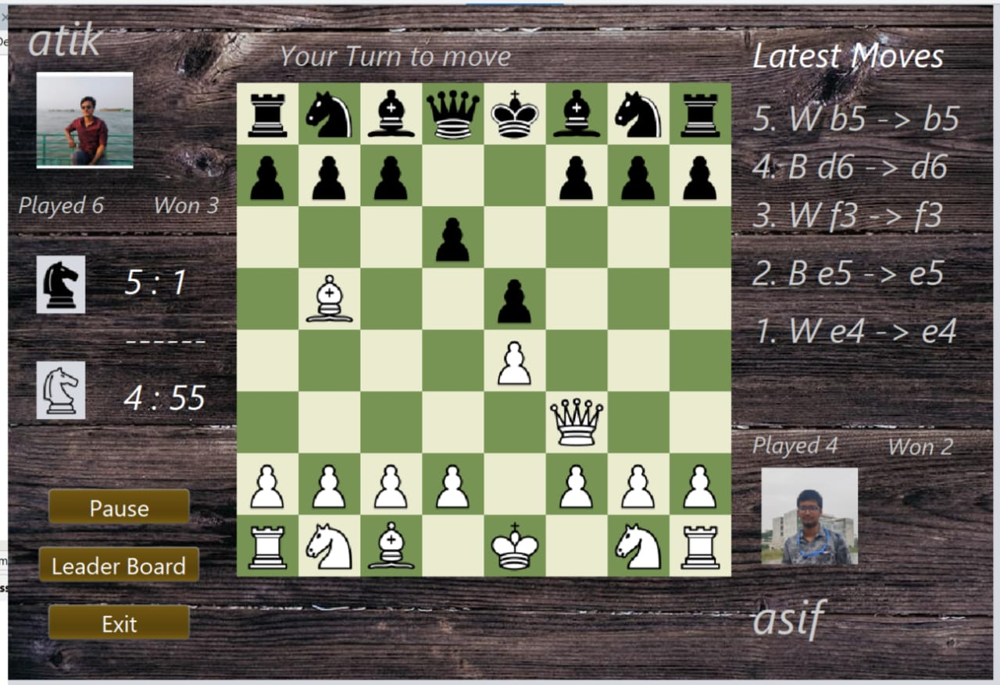 atik
Your Turn to move
Latest Moves
5. W b5 -> b5
4. B d6 -> d6
3. W f3 -> f3
2. B e5 -> e5
1. W e4 -> e4
Played 6 Won 3
5 : 1
------
4 : 55
Pause
Leader Board
Exit
Played 4 Won 2
asif